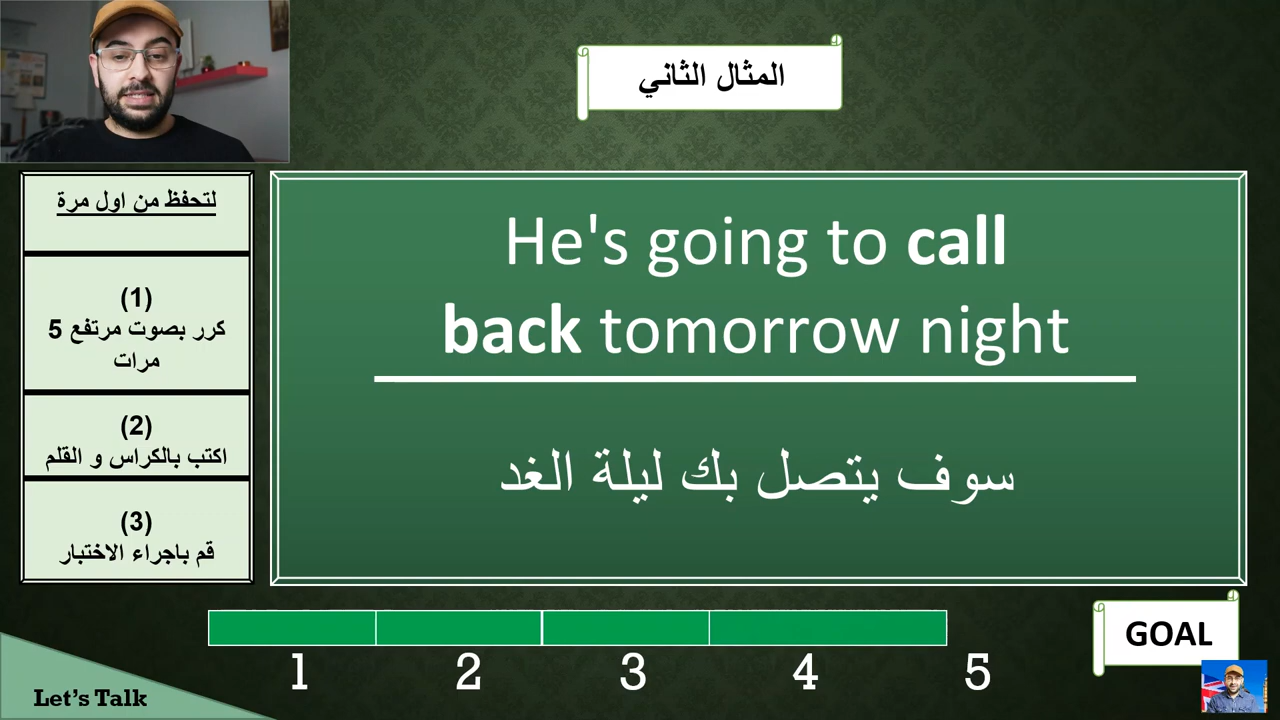 المثال الثاني
لتحفظ من اول مرة
(1)
كرر بصوت مرتفع 5
مرات
(2)
اكتب بالكراس و القلم
(3)
قم باجراء الاختبار
He's going to call
back tomorrow night
سوف يتصل بك ليلة الغد
1 2 3 4 5
GOAL
Let's Talk